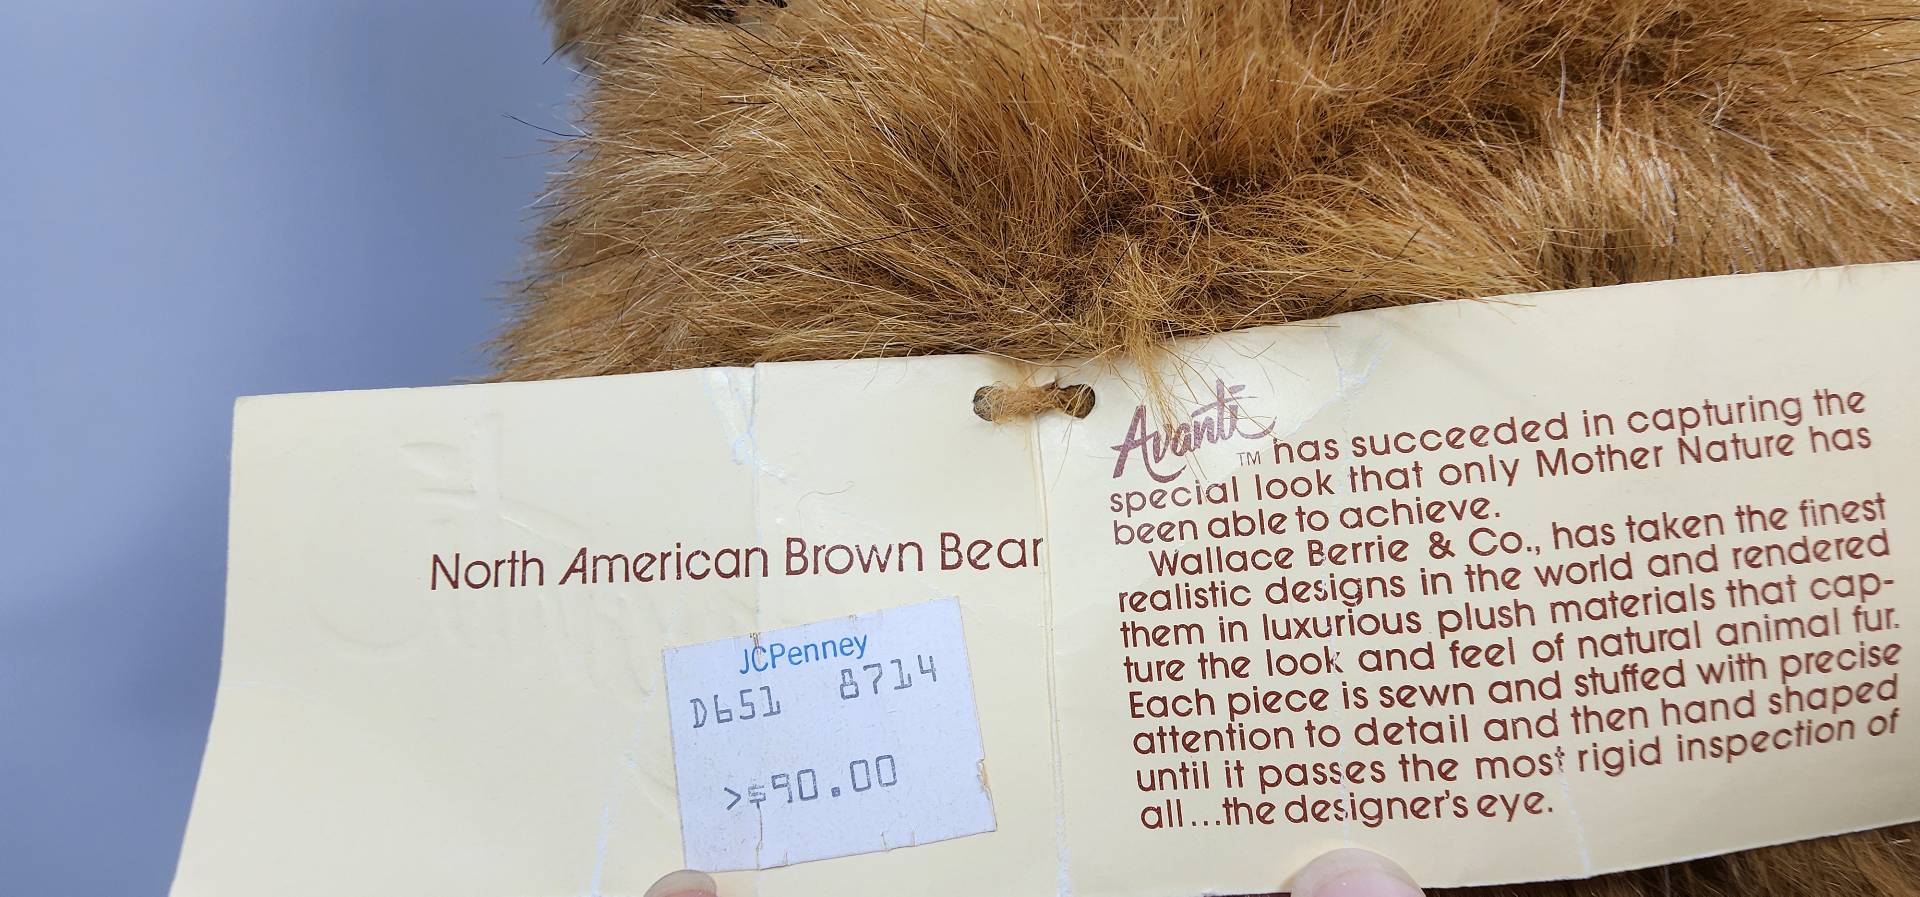 North American Brown Bear
JCPenney
D651 8714
>$90.00
Avanti™ has succeeded in capturing the
special look that only Mother Nature has
been able to achieve.
Wallace Berrie & Co., has taken the finest
realistic designs in the world and rendered
them in luxurious plush materials that cap-
ture the look and feel of natural animal fur.
Each piece is sewn and stuffed with precise
attention to detail and then hand shaped
until it passes the most rigid inspection of
all...the designer's eye.